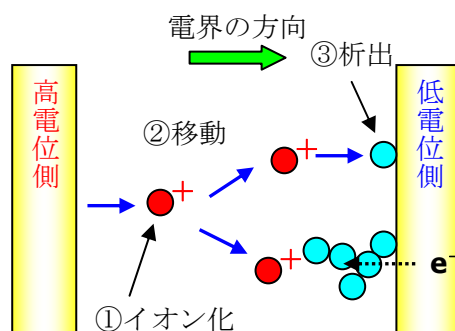 電界の方向
③析出
高電位側
低電位側
②移動
+
+
+
e⁻
①イオン化